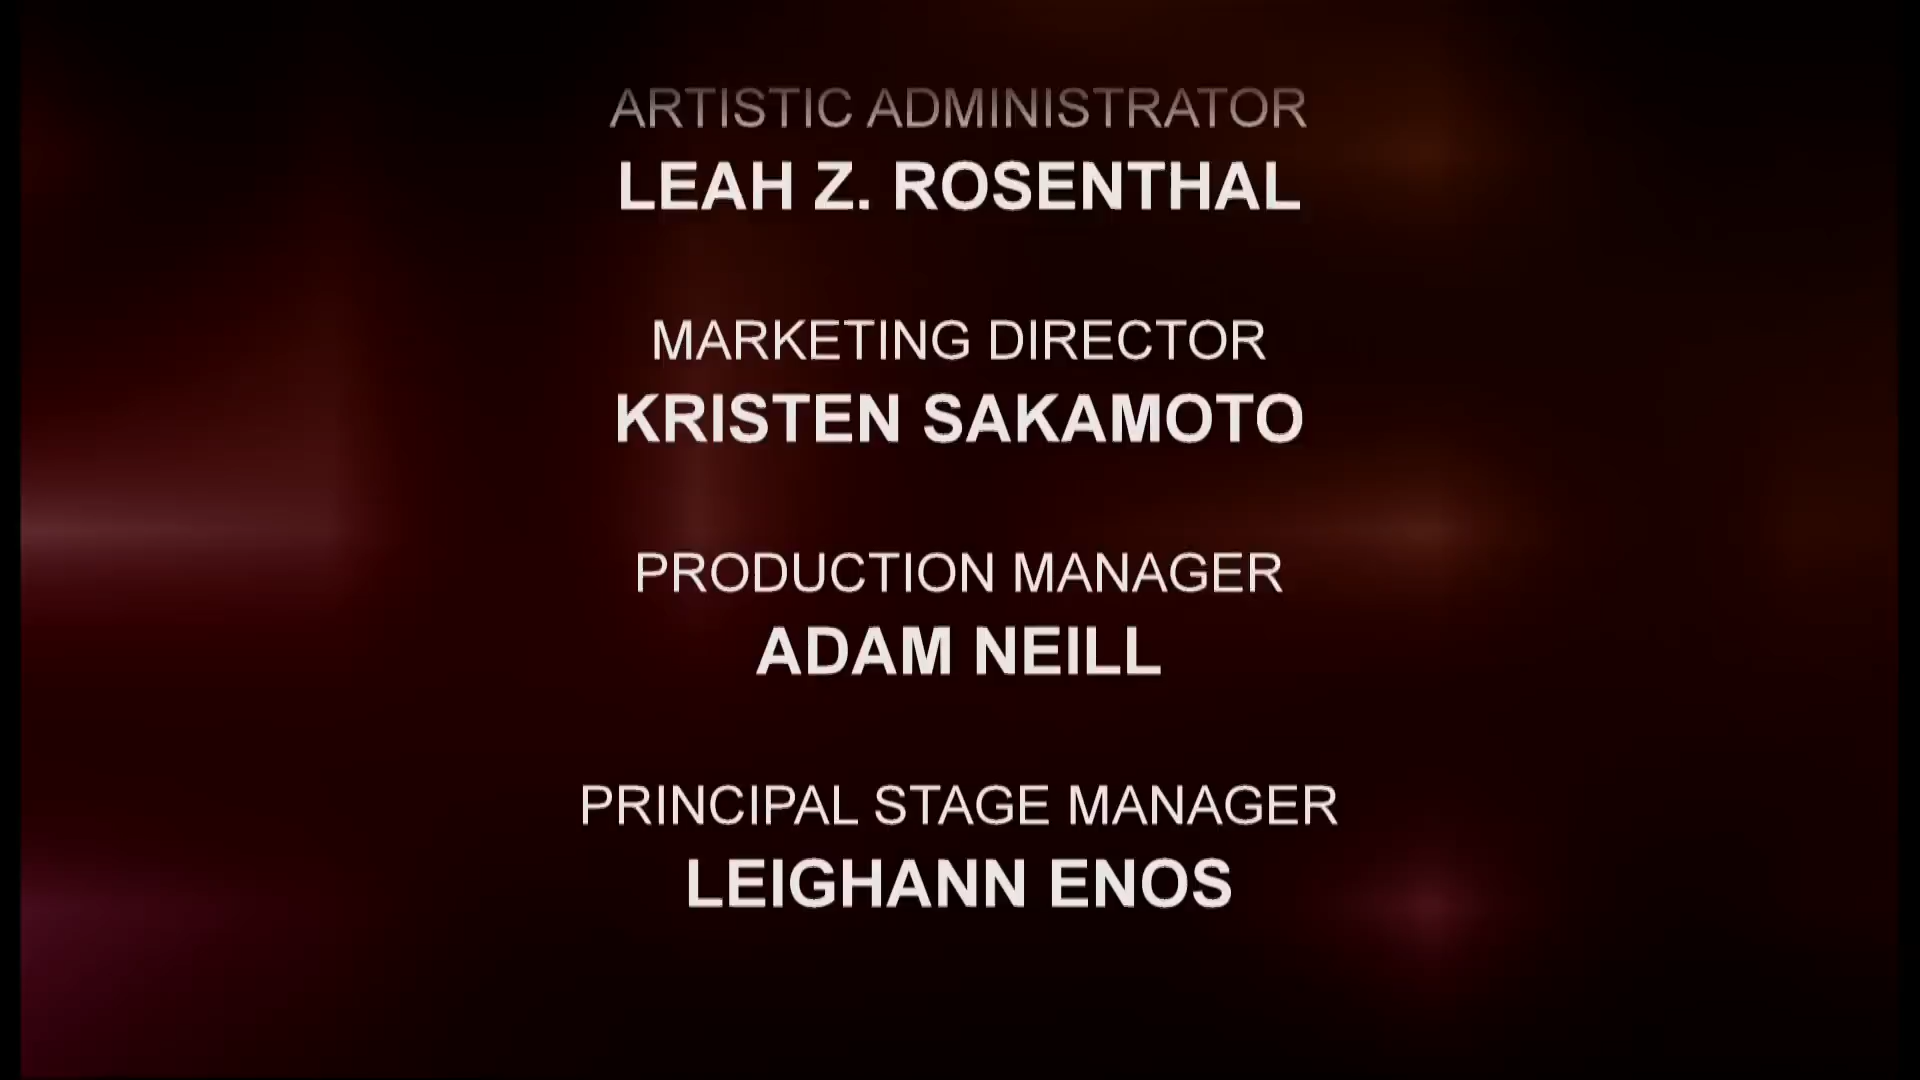 ARTISTIC ADMINISTRATOR
LEAH Z. ROSENTHAL
MARKETING DIRECTOR
KRISTEN SAKAMOTO
PRODUCTION MANAGER
ADAM NEILL
PRINCIPAL STAGE MANAGER
LEIGHANN ENOS